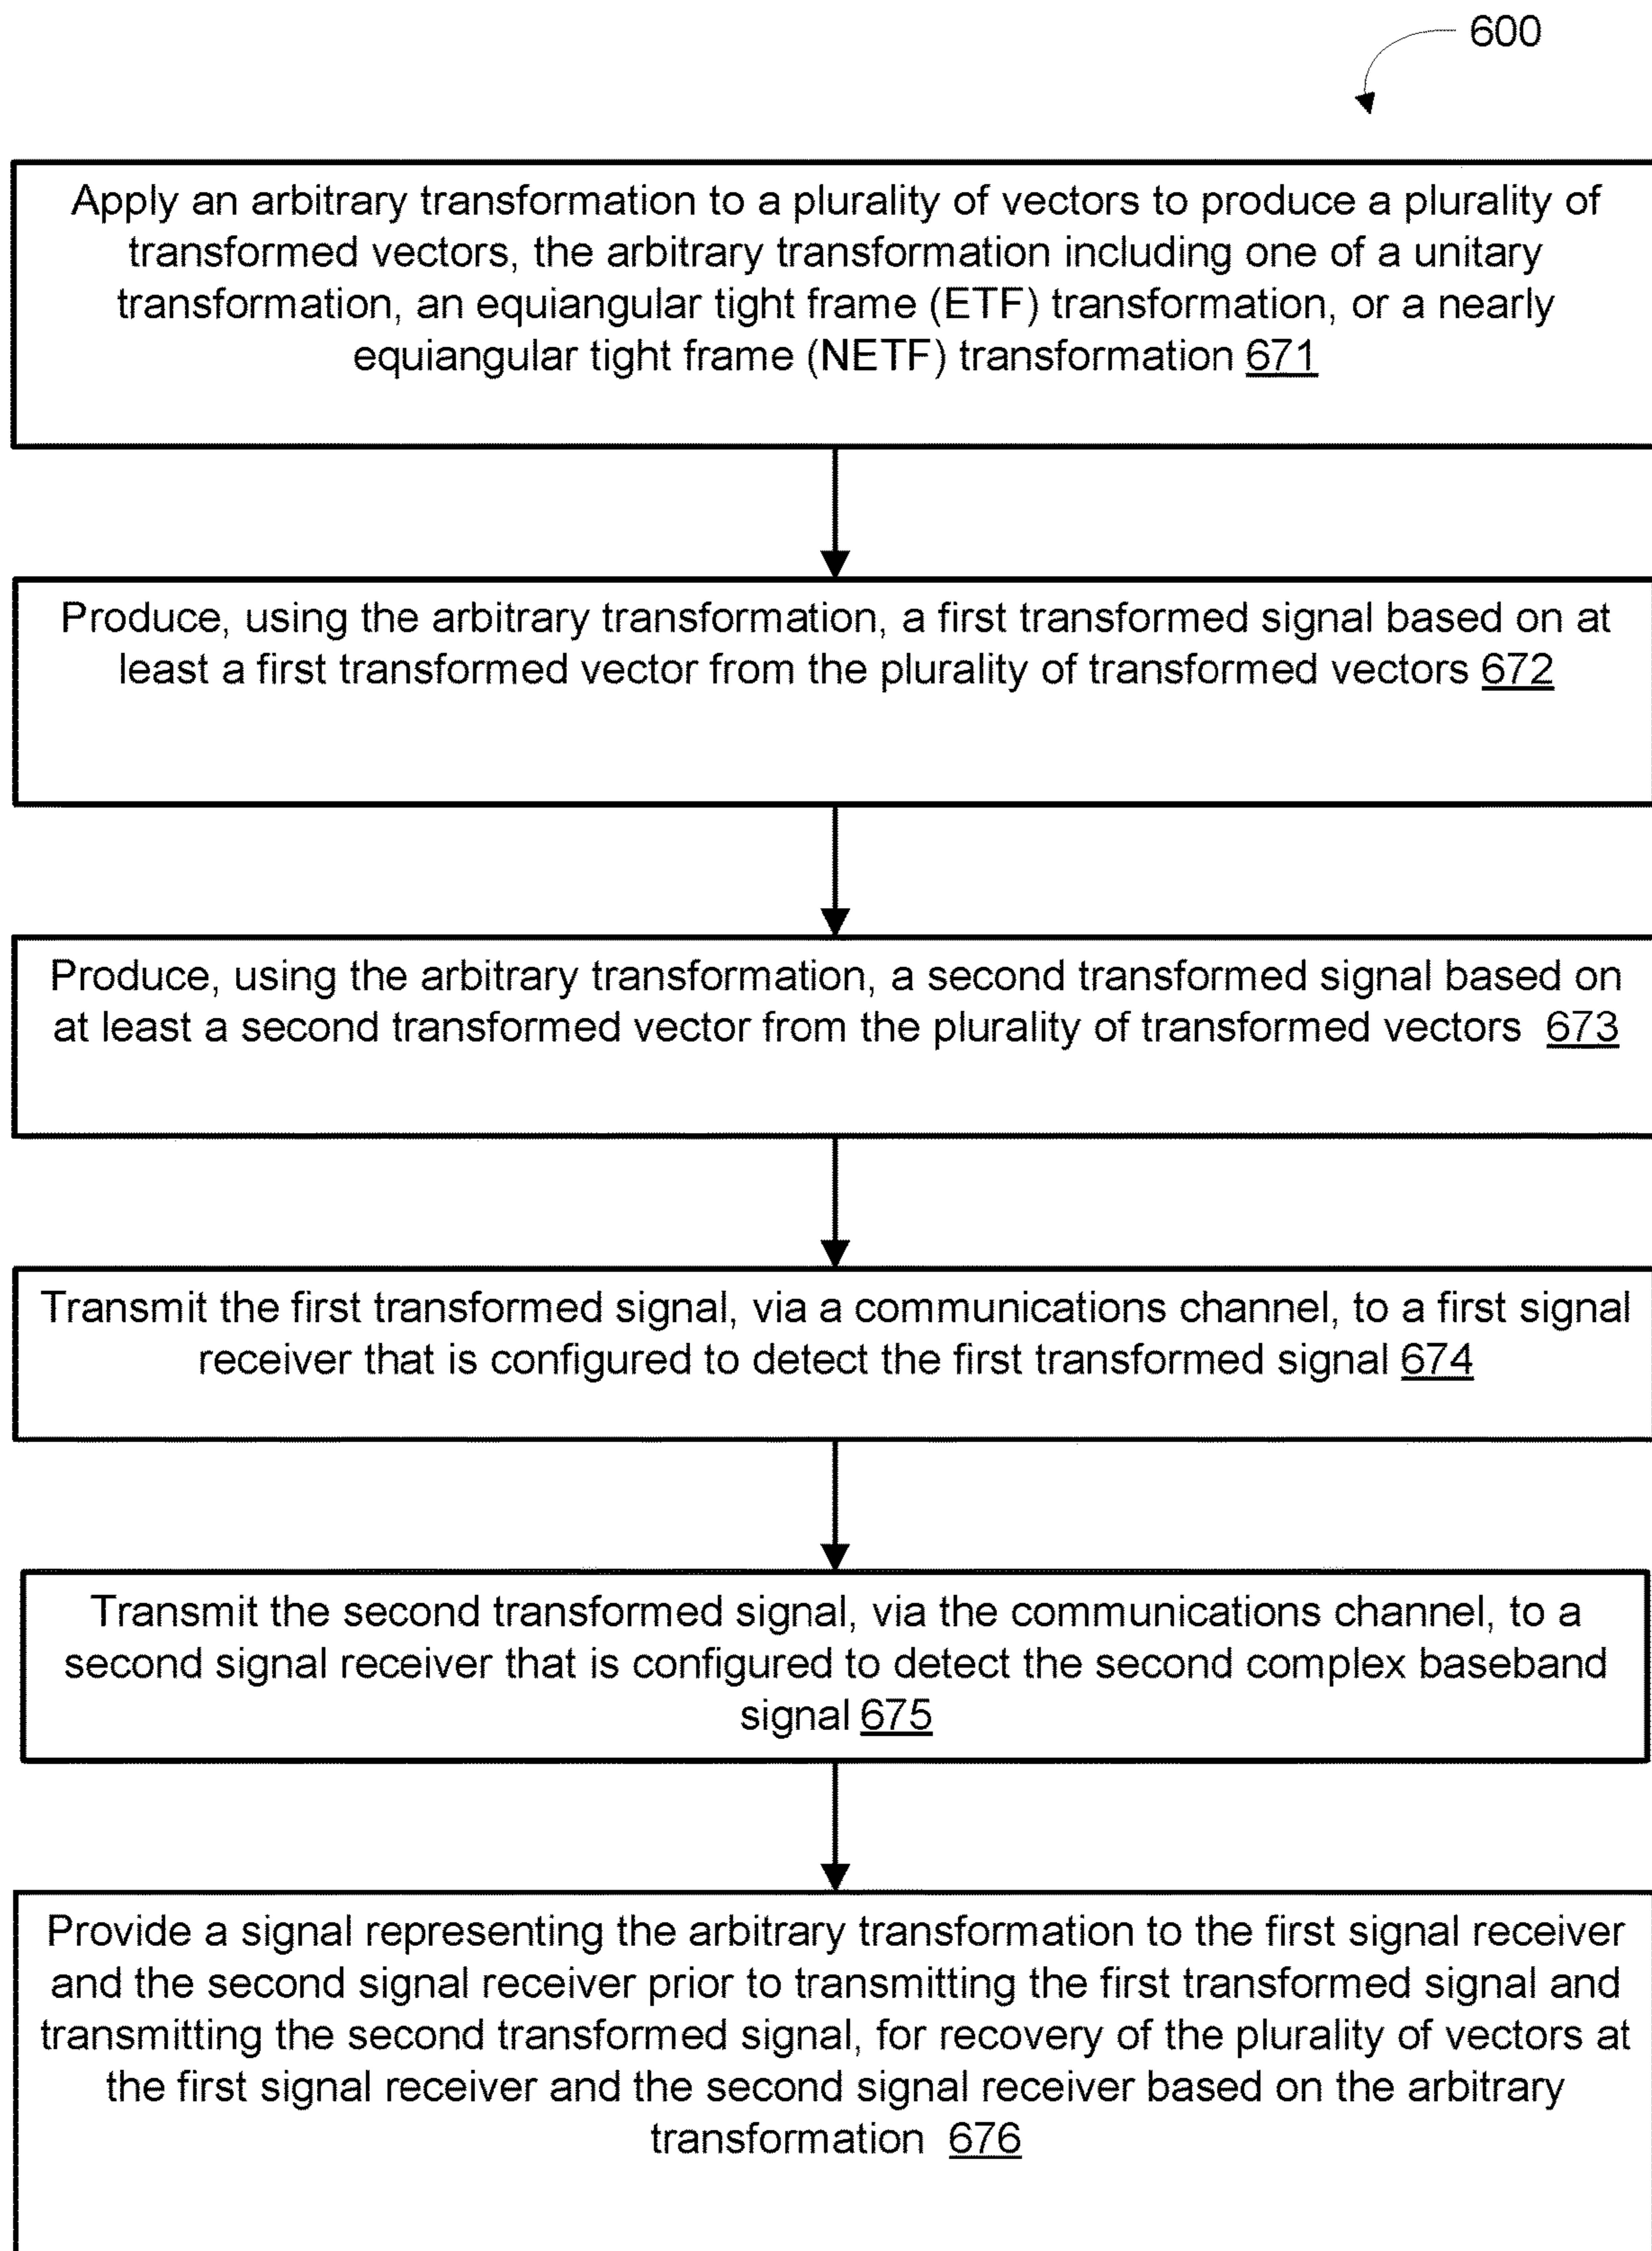 600
Apply an arbitrary transformation to a plurality of vectors to produce a plurality of
transformed vectors, the arbitrary transformation including one of a unitary
transformation, an equiangular tight frame (ETF) transformation, or a nearly
equiangular tight frame (NETF) transformation 671
Produce, using the arbitrary transformation, a first transformed signal based on at
least a first transformed vector from the plurality of transformed vectors 672
Produce, using the arbitrary transformation, a second transformed signal based on
at least a second transformed vector from the plurality of transformed vectors 673
Transmit the first transformed signal, via a communications channel, to a first signal
receiver that is configured to detect the first transformed signal 674
Transmit the second transformed signal, via the communications channel, to a
second signal receiver that is configured to detect the second complex baseband
signal 675
Provide a signal representing the arbitrary transformation to the first signal receiver
and the second signal receiver prior to transmitting the first transformed signal and
transmitting the second transformed signal, for recovery of the plurality of vectors at
the first signal receiver and the second signal receiver based on the arbitrary
transformation 676